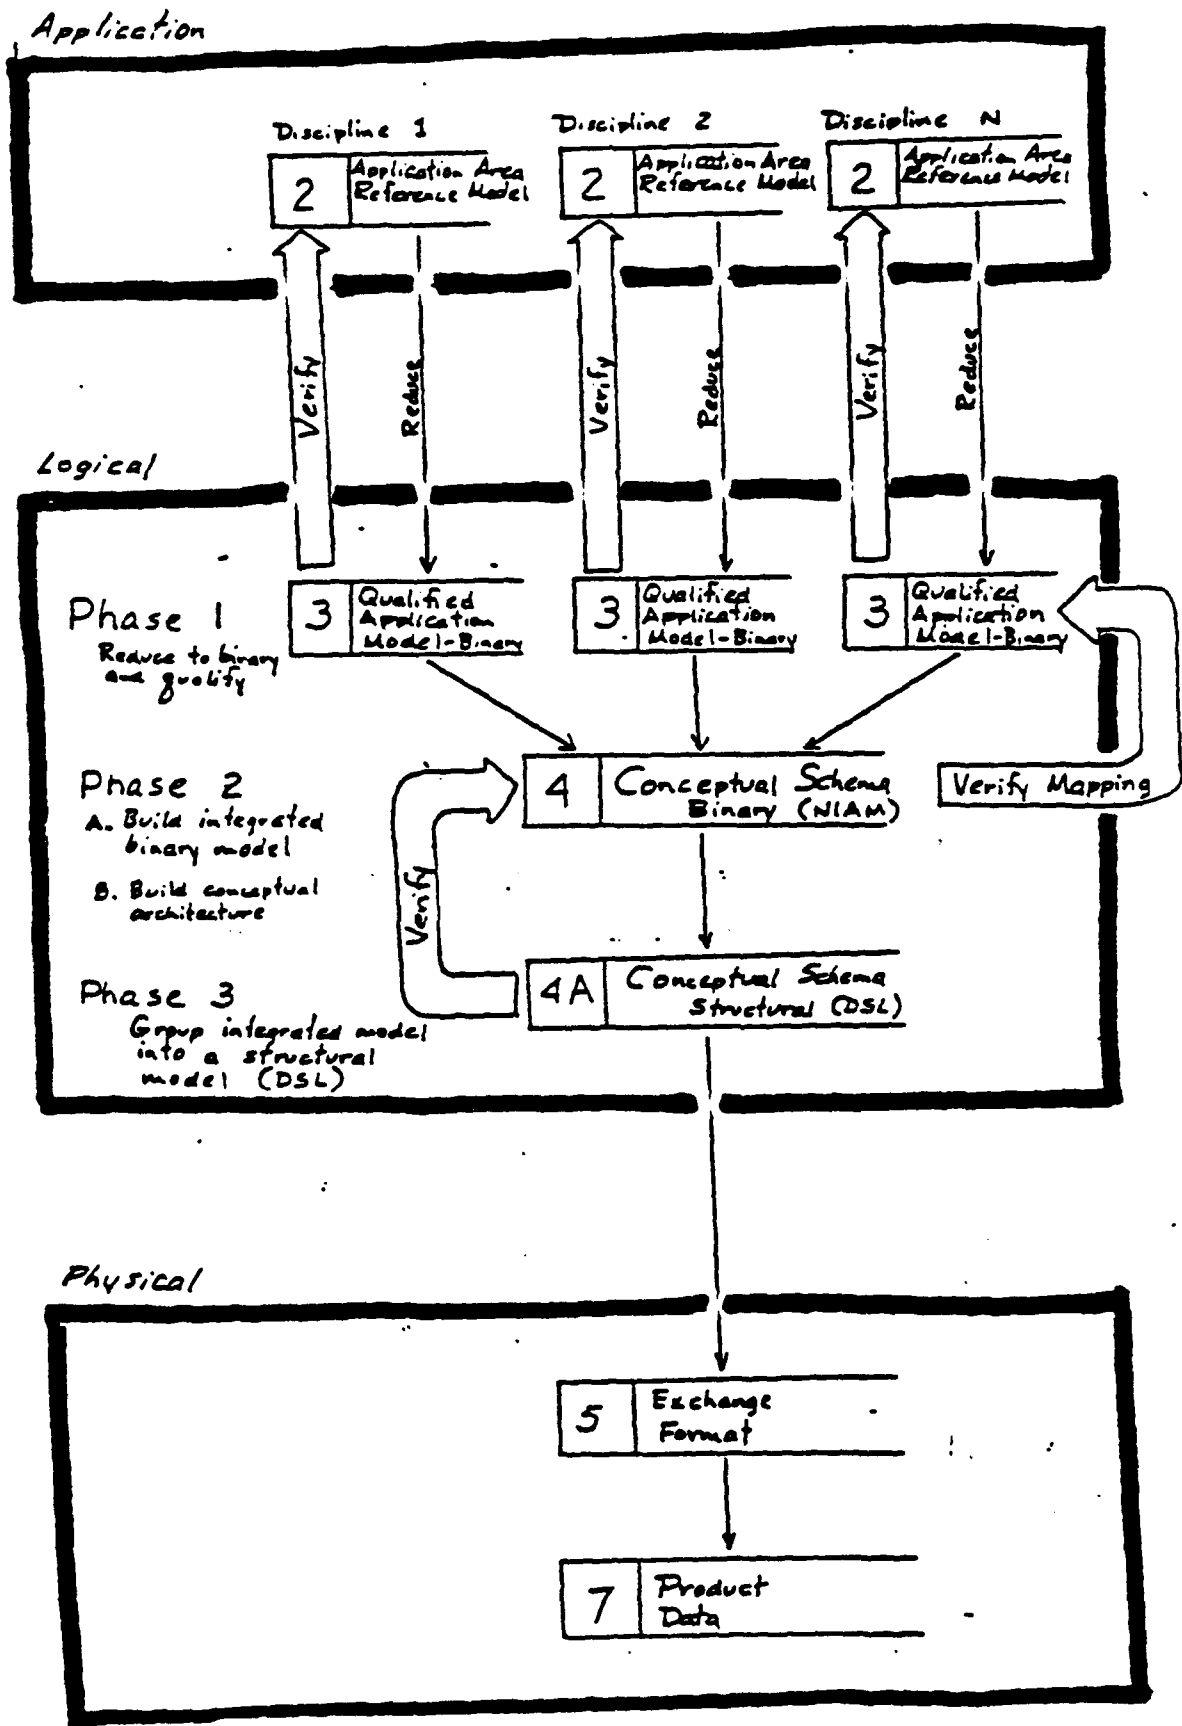 Application
Discipline 1
2
Application Area
Reference Model
Discipline 2
2
Application Area
Reference Model
Discipline N
2
Application Area
Reference Model
Verify
Reduce
Verify
Reduce
Verify
Reduce
Logical
Phase 1
Reduce to binary
and qualify
3
Qualified
Application
Model-Binary
3
Qualified
Application
Model-Binary
3
Qualified
Application
Model-Binary
Phase 2
A. Build integrated
binary model
B. Build conceptual
architecture
4
Conceptual Schema
Binary (NIAM)
Verify Mapping
Verify
Phase 3
Group integrated model
into a structural
model (DSL)
4A
Conceptual Schema
Structural (DSL)
Physical
5
Exchange
Format
7
Product
Data